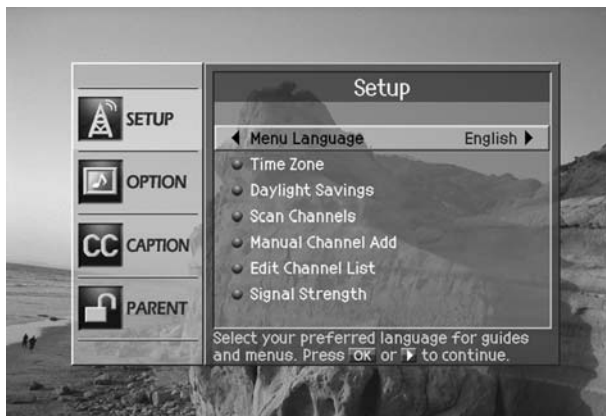 SETUP
OPTION
CC CAPTION
PARENT
Setup
Menu Language English
Time Zone
Daylight Savings
Scan Channels
Manual Channel Add
Edit Channel List
Signal Strength
Select your preferred language for guides
and menus. Press OK or to continue.